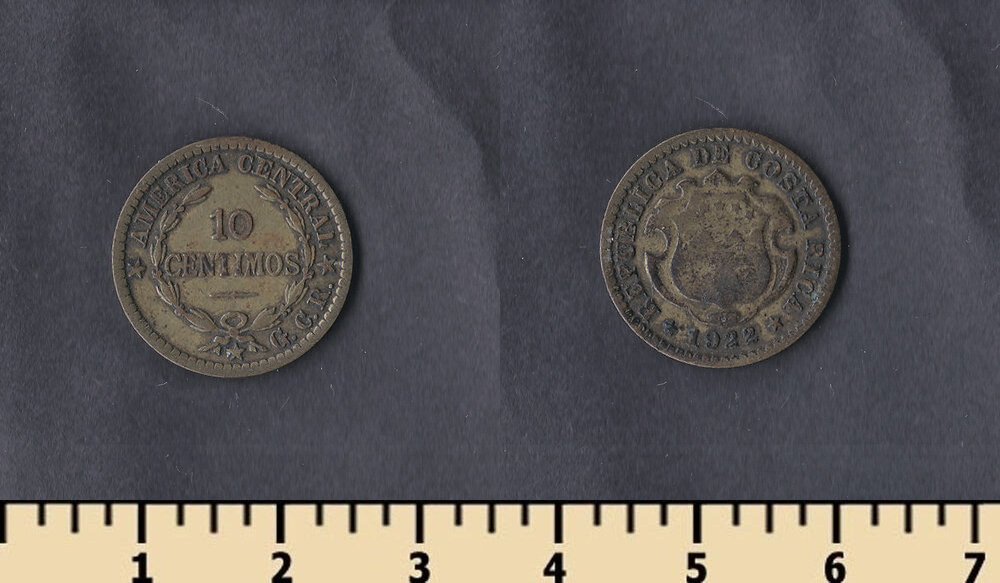 AMERICA CENTRAL
10
CENTIMOS
G.C.R.
REPUBLICA DE COSTA RICA
1922
1 2 3 4 5 6 7